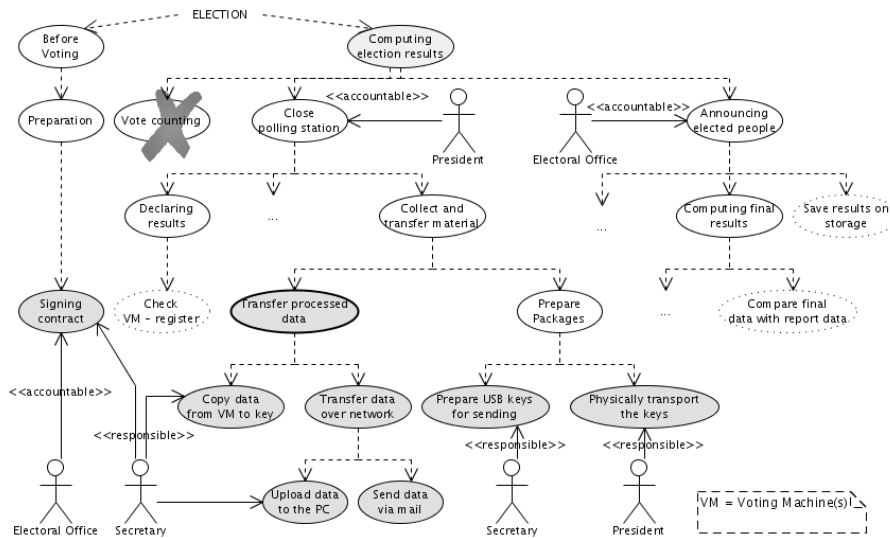 ELECTION
Before
Voting
Computing
election results
<<accountable>>
<<accountable>>
Preparation
Vote counting
Close
polling station
President
Electoral Office
Announcing
elected people
Declaring
results
...
Collect and
transfer material
...
Computing final
results
Save results on
storage
Signing
contract
Check
VM - register
Transfer processed
data
Prepare
Packages
...
Compare final
data with report data
<<accountable>>
Copy data
from VM to key
Transfer data
over network
Prepare USB keys
for sending
Physically transport
the keys
<<responsible>>
<<responsible>>
<<responsible>>
Upload data
to the PC
Send data
via mail
VM = Voting Machine(s)
Electoral Office
Secretary
Secretary
President